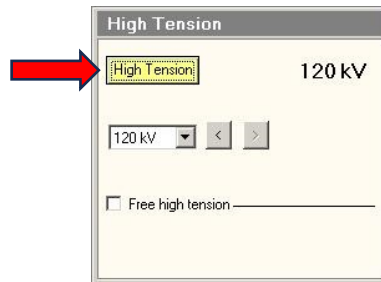 High Tension
High Tension 120 kV
120 kV < >
Free high tension